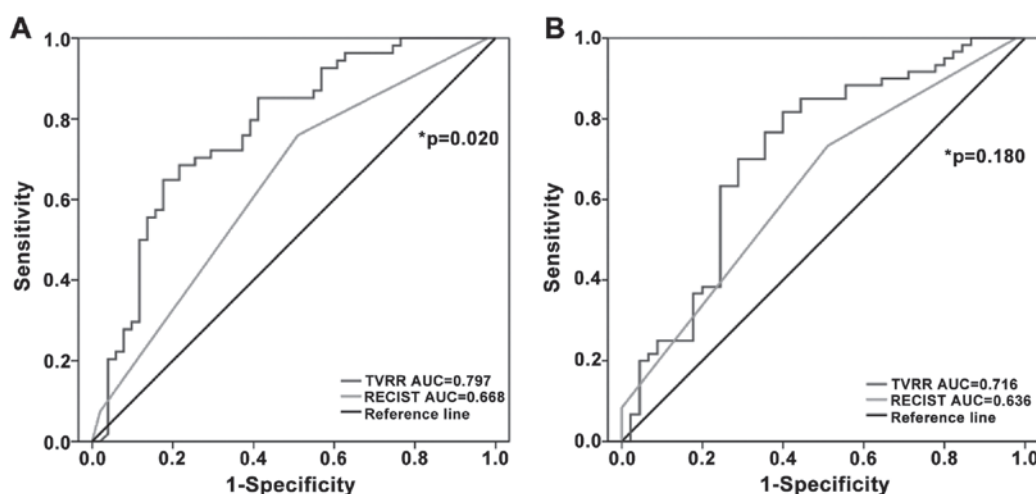 A
1.0
0.8
0.6
0.4
0.2
0.0
Sensitivity
*p=0.020
TVRR AUC=0.797
RECIST AUC=0.668
Reference line
0.0 0.2 0.4 0.6 0.8 1.0
1-Specificity
B
1.0
0.8
0.6
0.4
0.2
0.0
Sensitivity
*p=0.180
TVRR AUC=0.716
RECIST AUC=0.636
Reference line
0.0 0.2 0.4 0.6 0.8 1.0
1-Specificity